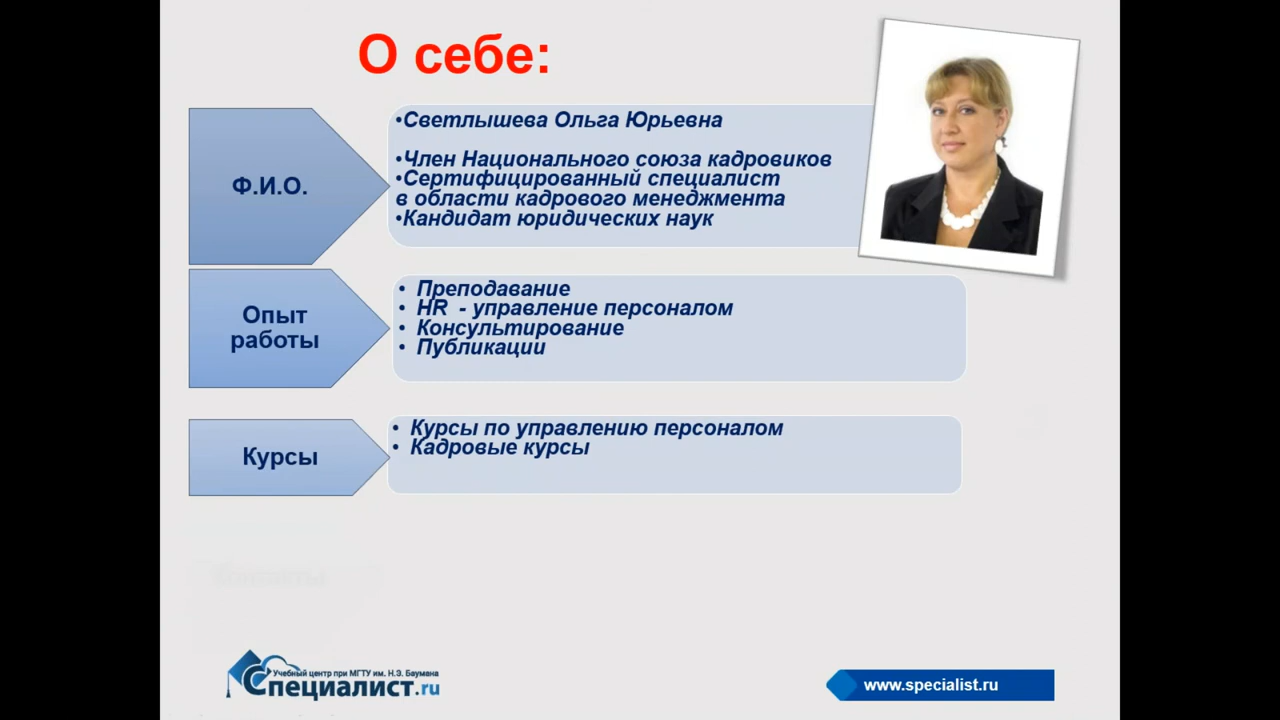 О себе:
Ф.И.О.
•Светлышева Ольга Юрьевна
•Член Национального союза кадровиков
•Сертифицированный специалист
в области кадрового менеджмента
•Кандидат юридических наук
Опыт
работы
• Преподавание
• HR - управление персоналом
• Консультирование
• Публикации
Курсы
• Курсы по управлению персоналом
• Кадровые курсы
Контакты
Учебный центр при МГТУ им. Н.Э. Баумана
Специалист.ru
www.specialist.ru